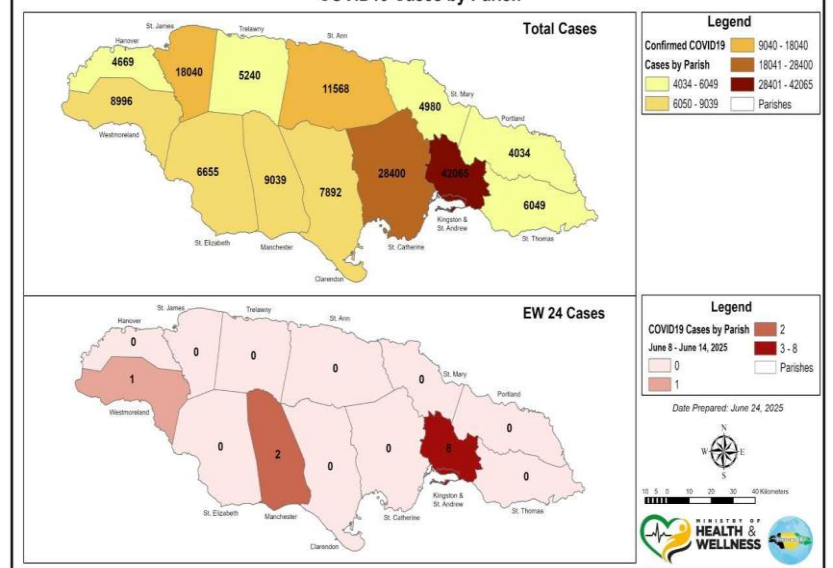 COVID19 Cases by Parish
Total Cases
St. James
Trelawny
St. Ann
Hanover
4669
18040
5240
11568
8996
4980
St. Mary
Portland
Westmoreland
4034
6655
9039
7892
28400
42065
6049
Kingston &
St. Andrew
St. Thomas
St. Elizabeth
Manchester
St. Catherine
Clarendon
Legend
Confirmed COVID19
Cases by Parish
4034 - 6049
6050 - 9039
9040 - 18040
18041 - 28400
28401 - 42065
Parishes
EW 24 Cases
St. James
Trelawny
St. Ann
Hanover
0
0
0
0
1
0
St. Mary
Portland
Westmoreland
0
0
2
0
0
8
0
Kingston &
St. Andrew
St. Thomas
St. Elizabeth
Manchester
St. Catherine
Clarendon
Legend
COVID19 Cases by Parish
June 8 - June 14, 2025
0
1
2
3 - 8
Parishes
Date Prepared: June 24, 2025
N
W E
S
10 5 0 10 20 30 40 Kilometers
MINISTRY OF
HEALTH &
WELLNESS